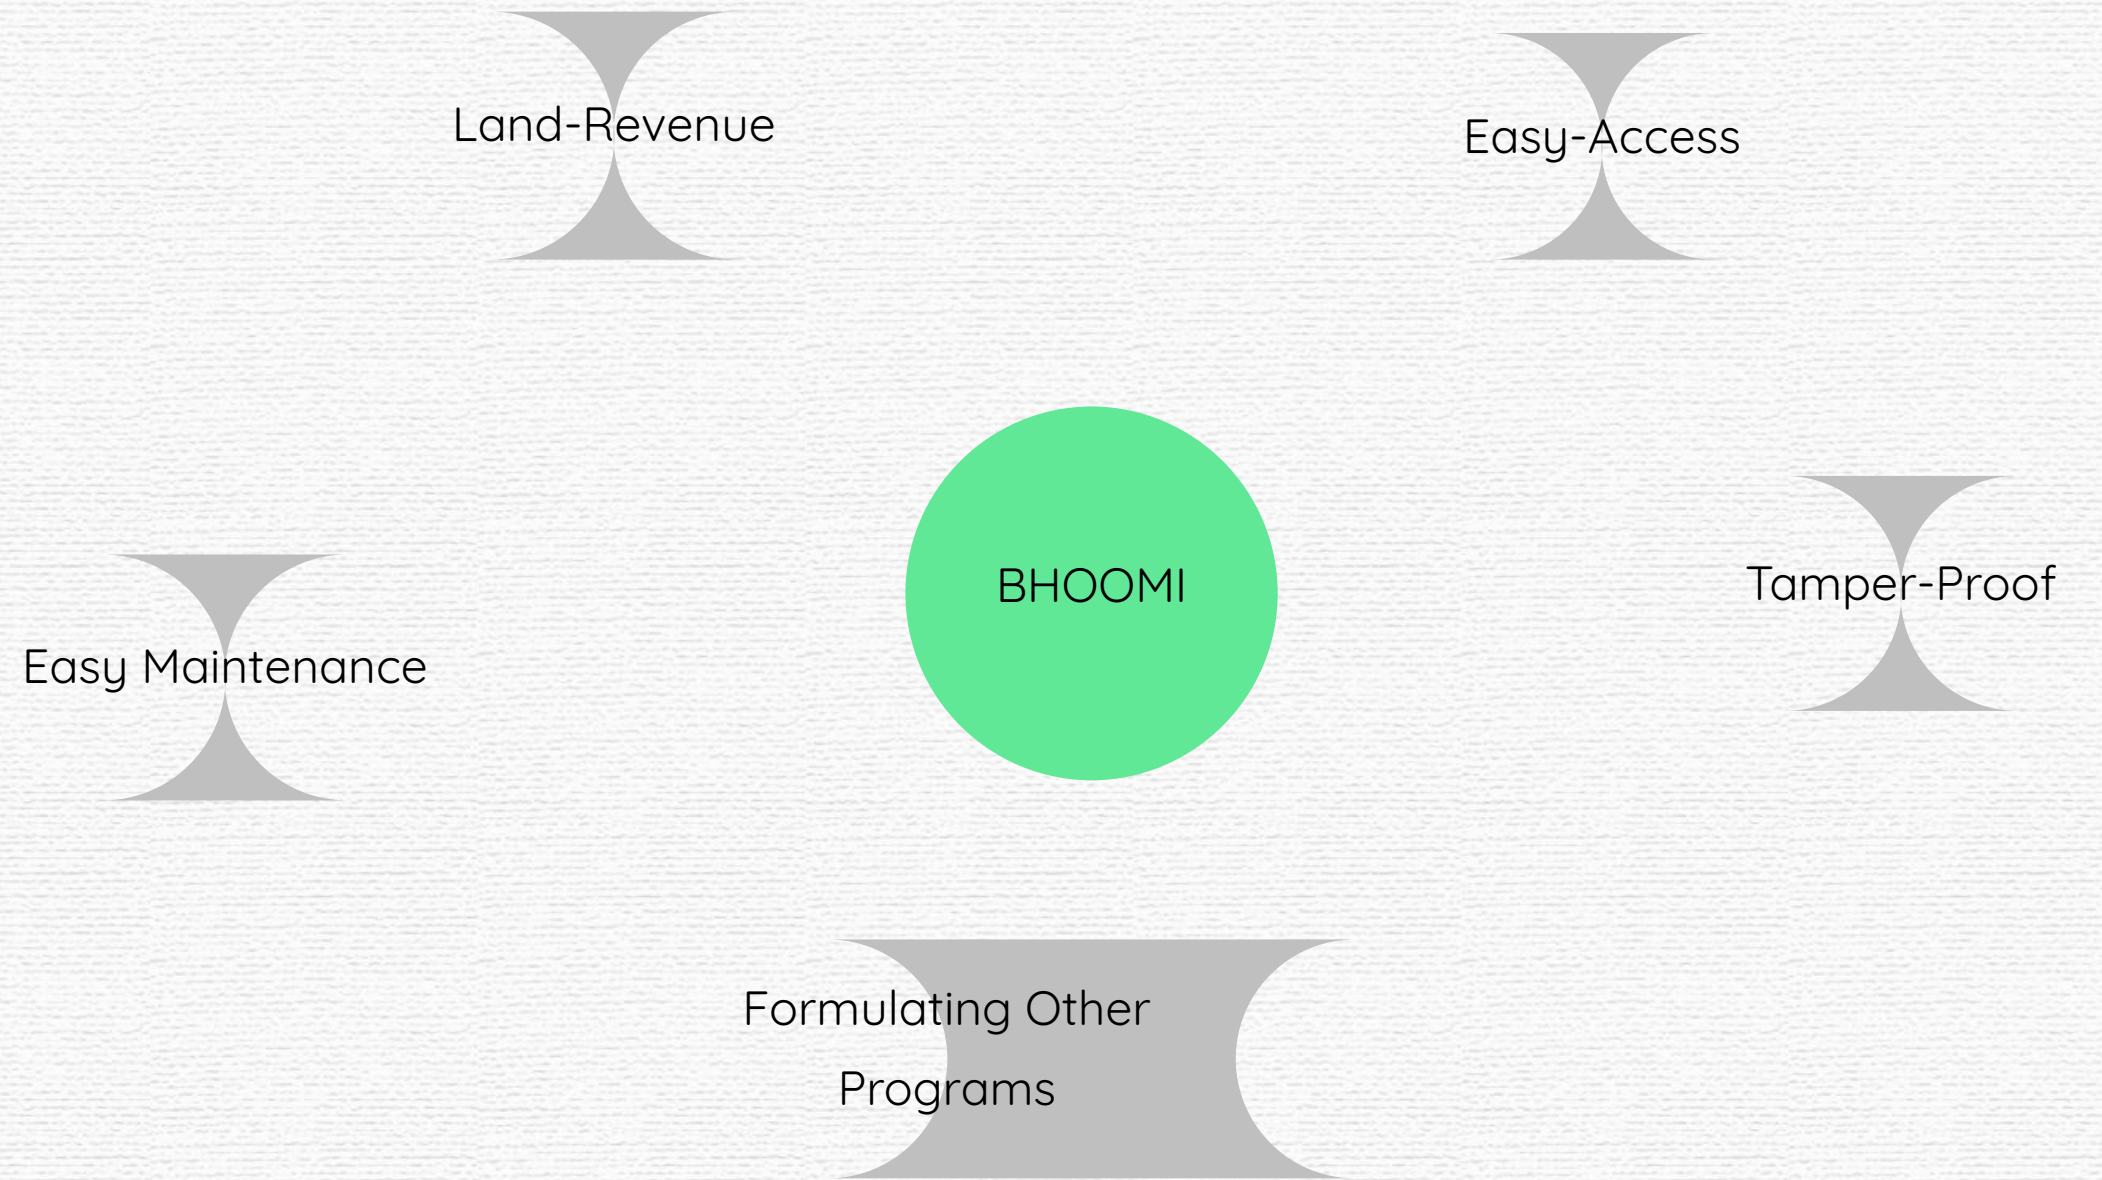 Land-Revenue
Easy-Access
BHOOMI
Tamper-Proof
Easy Maintenance
Formulating Other
Programs